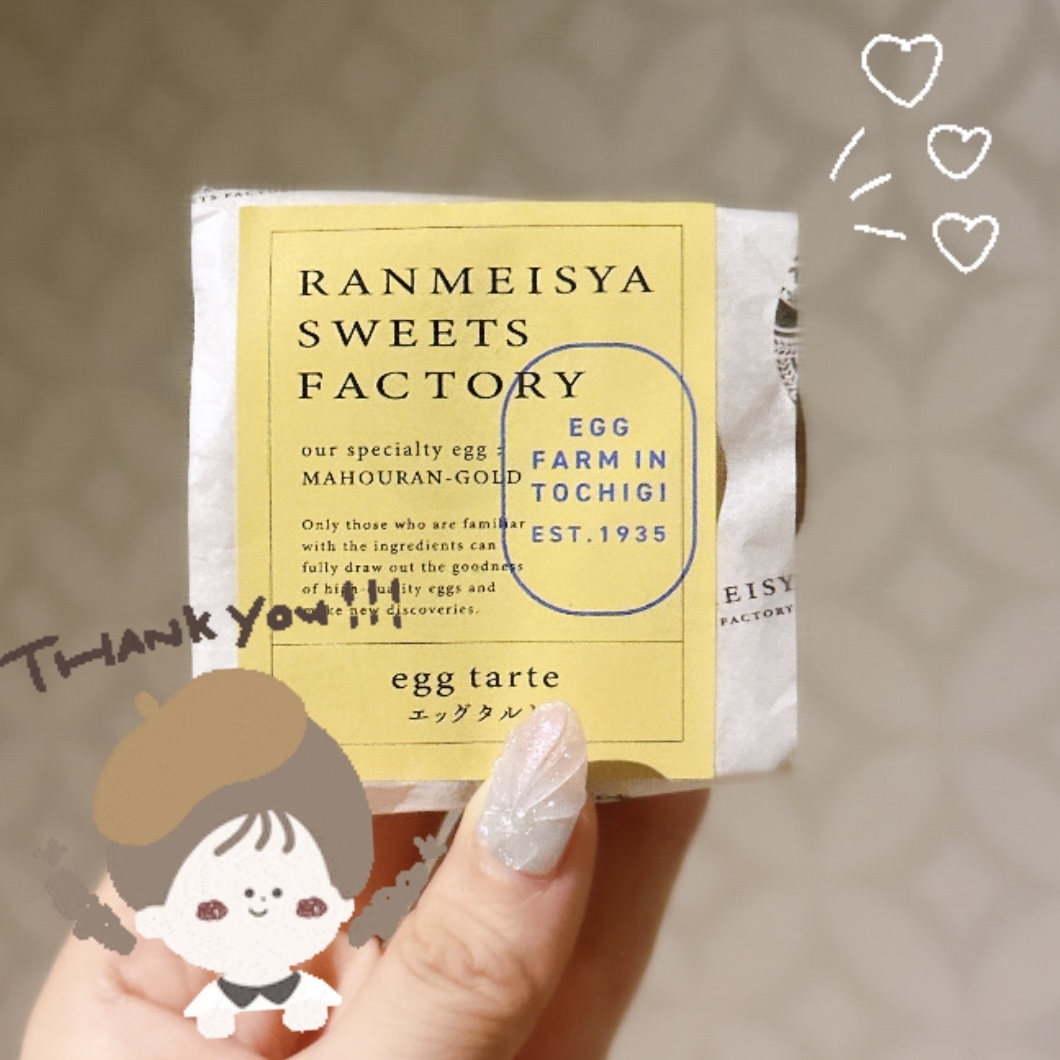 RANMEISYA
SWEETS
FACTORY
our specialty egg :
MAHOURAN-GOLD
Only those who are familiar
with the ingredients can
fully draw out the goodness
of high-quality eggs and
make new discoveries.
EGG
FARM IN
TOCHIGI
EST.1935
egg tarte
エッグタルト
THANK YOU!!!
EISY
FACTORY